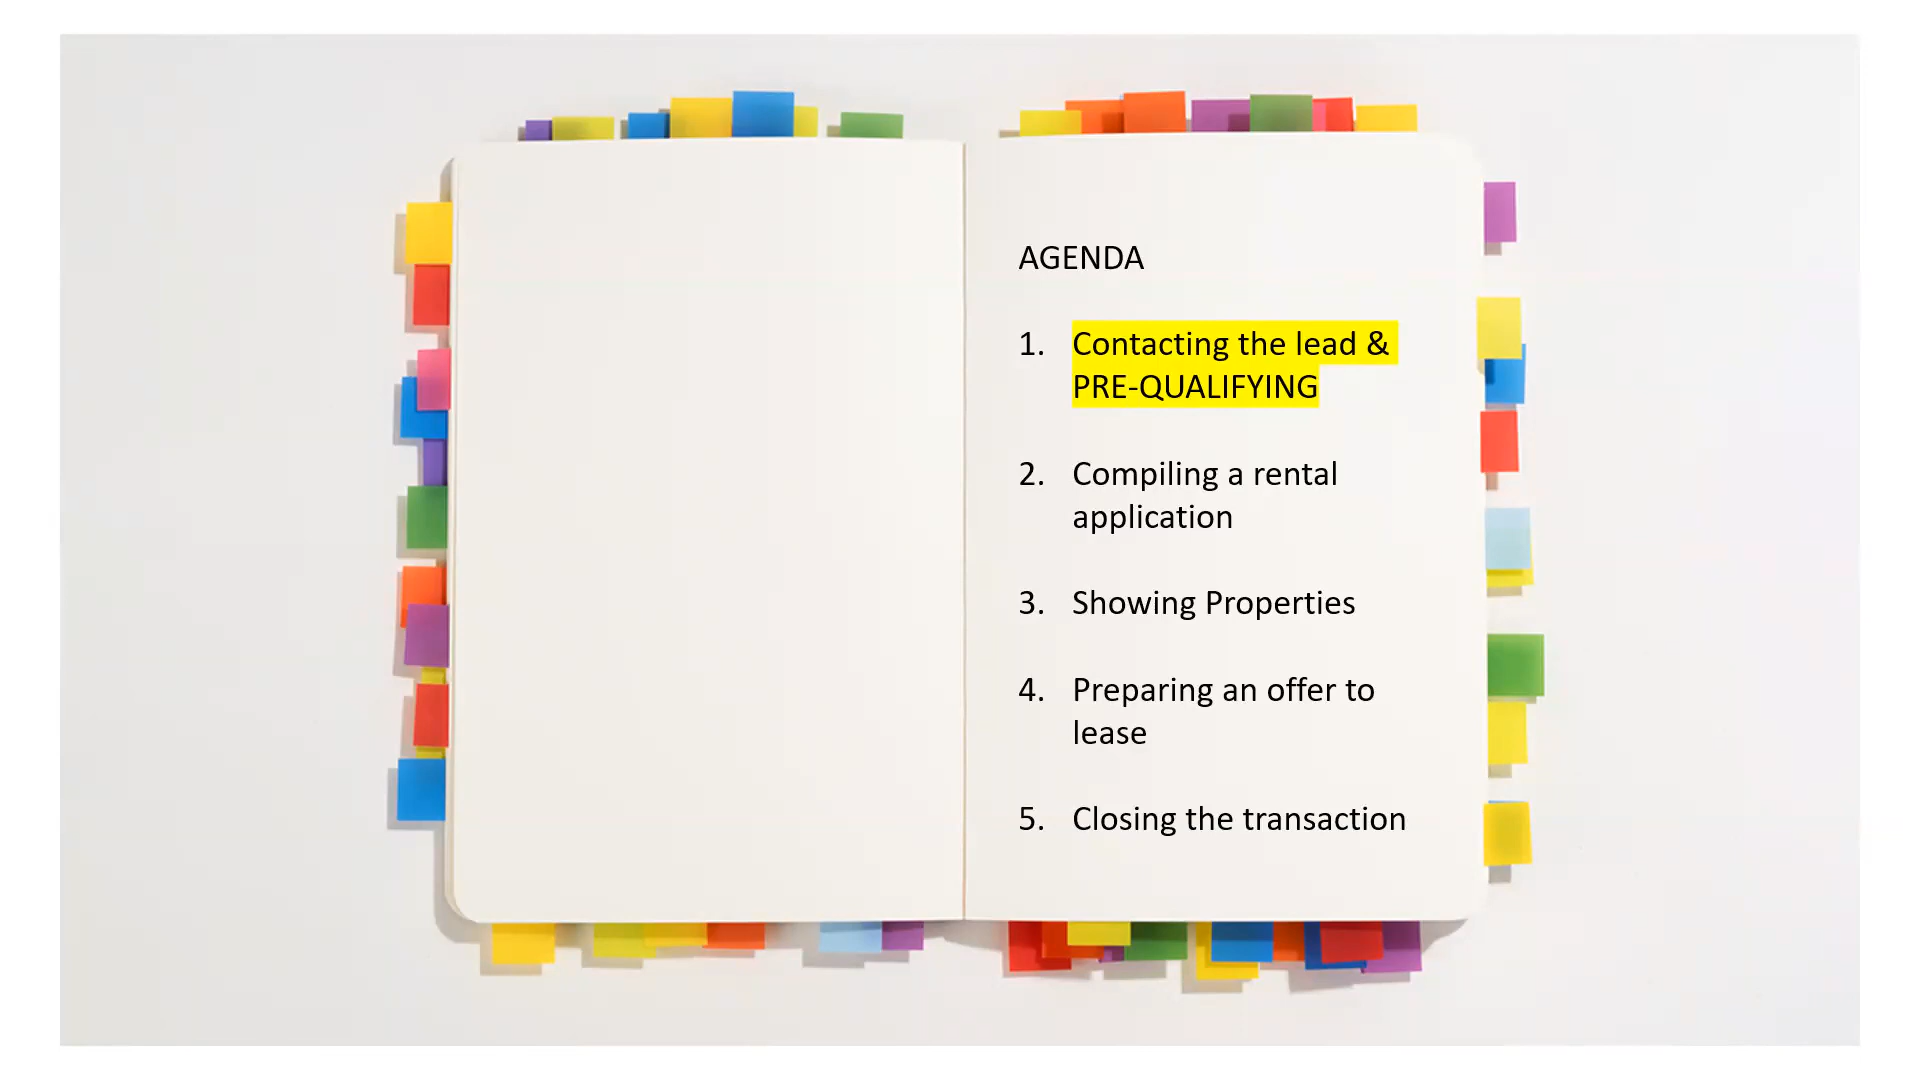 AGENDA
1. Contacting the lead &
PRE-QUALIFYING
2. Compiling a rental
application
3. Showing Properties
4. Preparing an offer to
lease
5. Closing the transaction